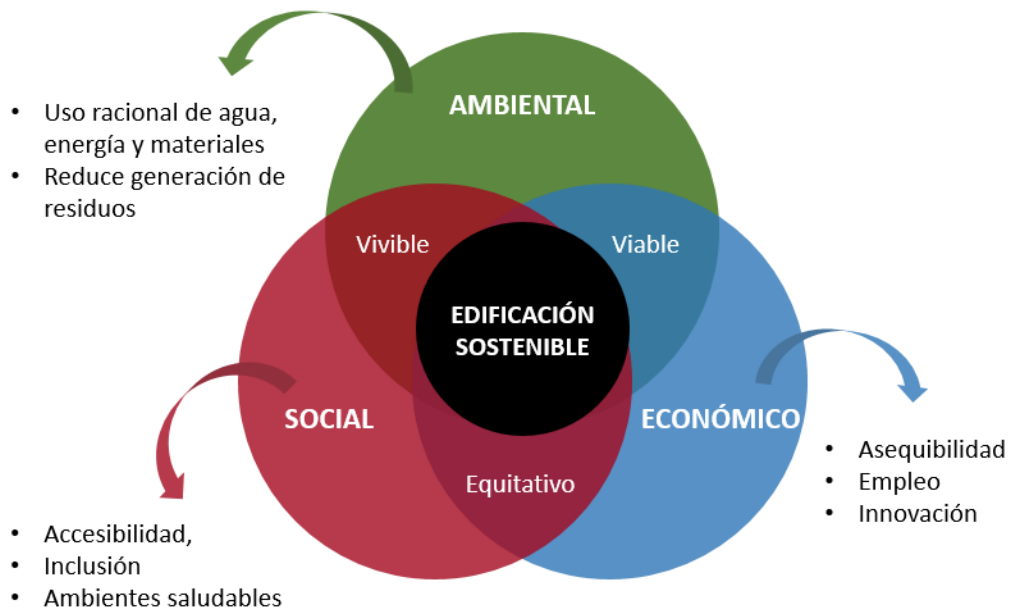 AMBIENTAL
• Uso racional de agua,
energía y materiales
• Reduce generación de
residuos
Vivible
Viable
EDIFICACIÓN
SOSTENIBLE
SOCIAL
ECONÓMICO
Equitativo
• Asequibilidad
• Empleo
• Innovación
• Accesibilidad,
• Inclusión
• Ambientes saludables